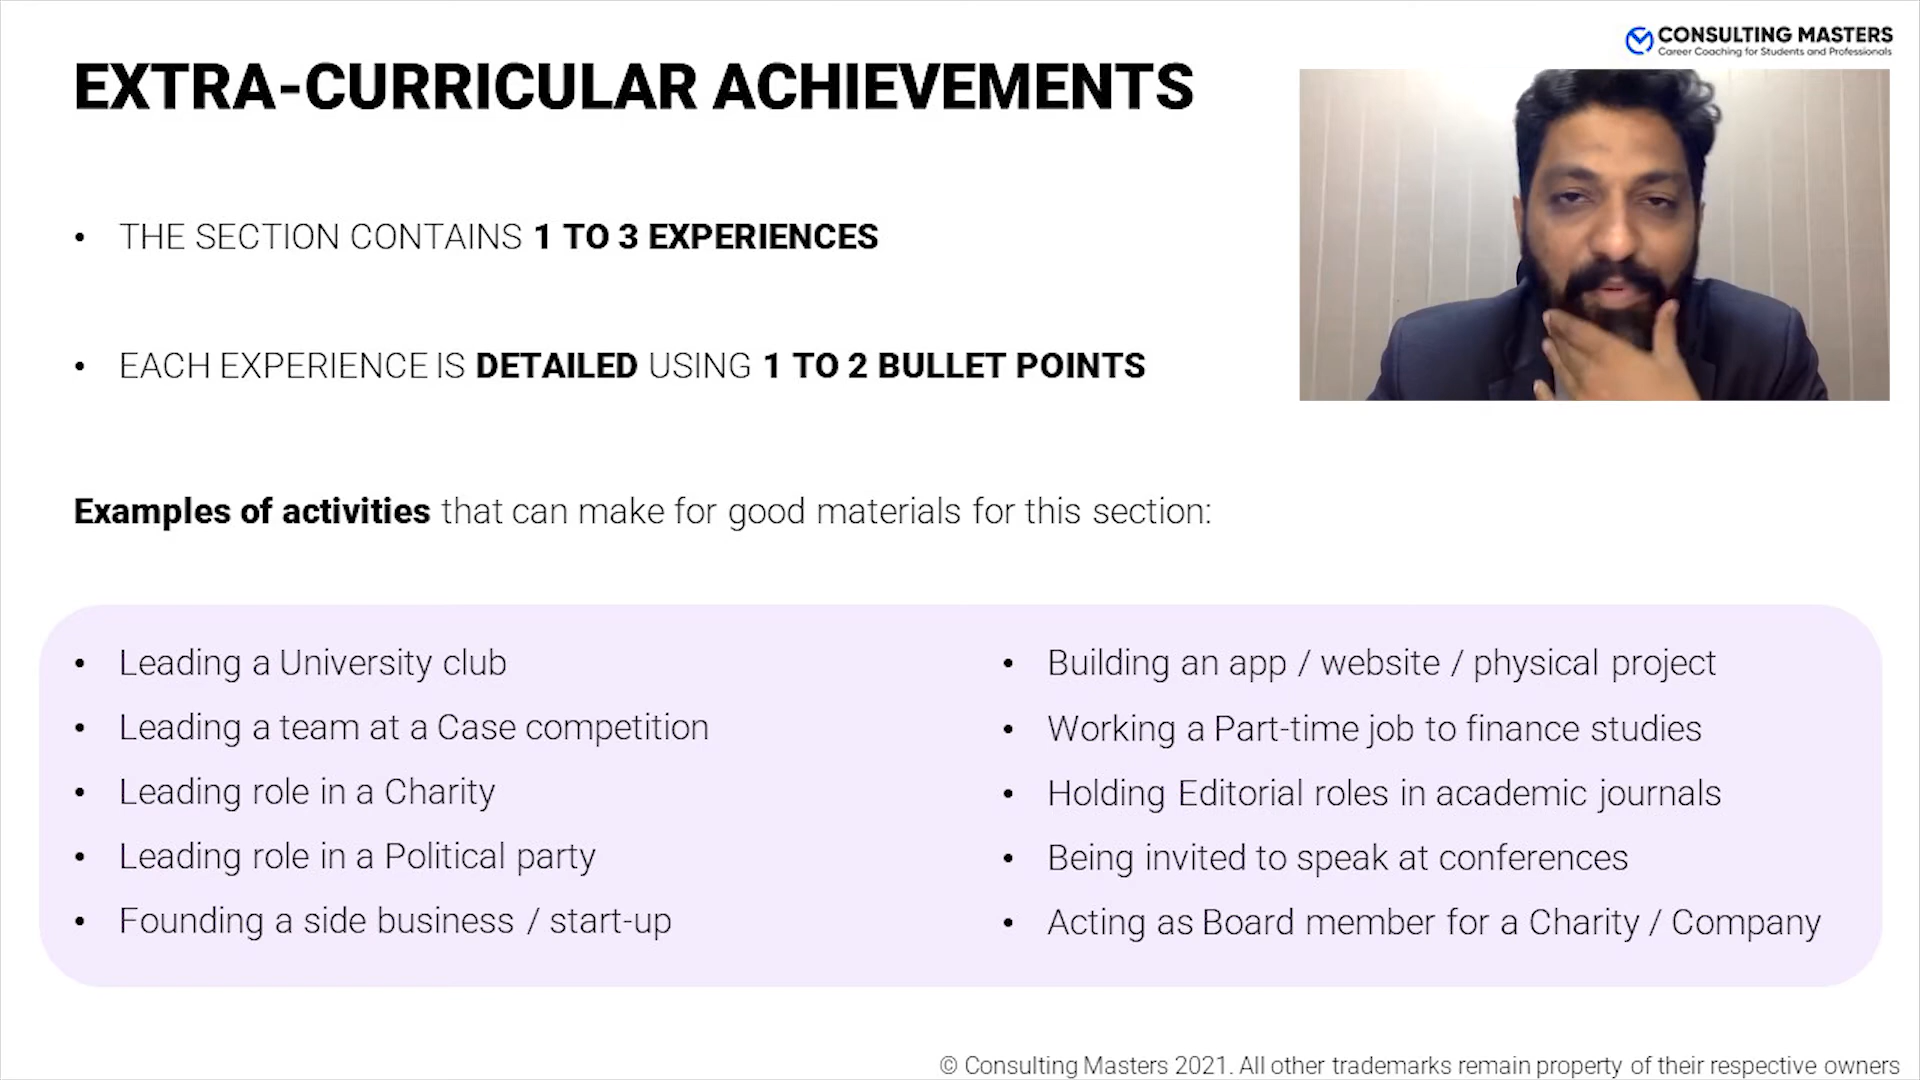 CONSULTING MASTERS
Career Coaching for Students and Professionals
EXTRA-CURRICULAR ACHIEVEMENTS
• THE SECTION CONTAINS 1 TO 3 EXPERIENCES
• EACH EXPERIENCE IS DETAILED USING 1 TO 2 BULLET POINTS
Examples of activities that can make for good materials for this section:
• Leading a University club
• Leading a team at a Case competition
• Leading role in a Charity
• Leading role in a Political party
• Founding a side business / start-up
• Building an app / website / physical project
• Working a Part-time job to finance studies
• Holding Editorial roles in academic journals
• Being invited to speak at conferences
• Acting as Board member for a Charity / Company
© Consulting Masters 2021. All other trademarks remain property of their respective owners